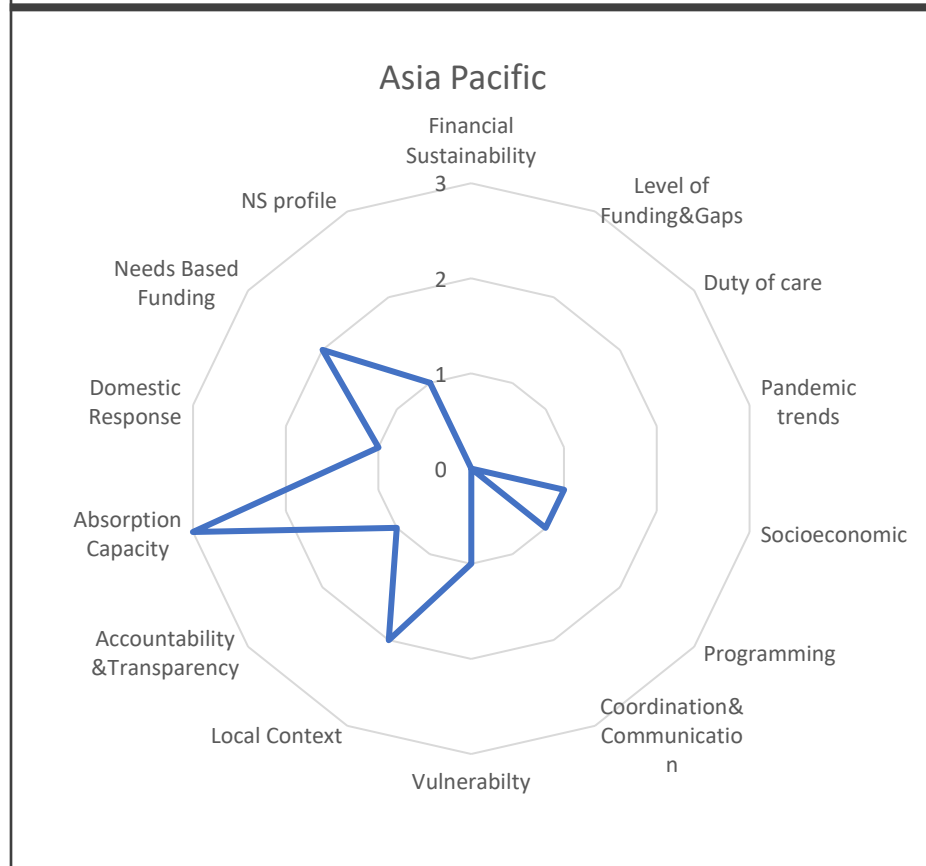 Asia Pacific
Financial
Sustainability
Level of
Funding&Gaps
Duty of care
Pandemic
trends
Socioeconomic
Programming
Coordination&
Communicatio
n
Vulnerabilty
Local Context
Accountability
&Transparency
Absorption
Capacity
Domestic
Response
Needs Based
Funding
NS profile
3
2
1
0